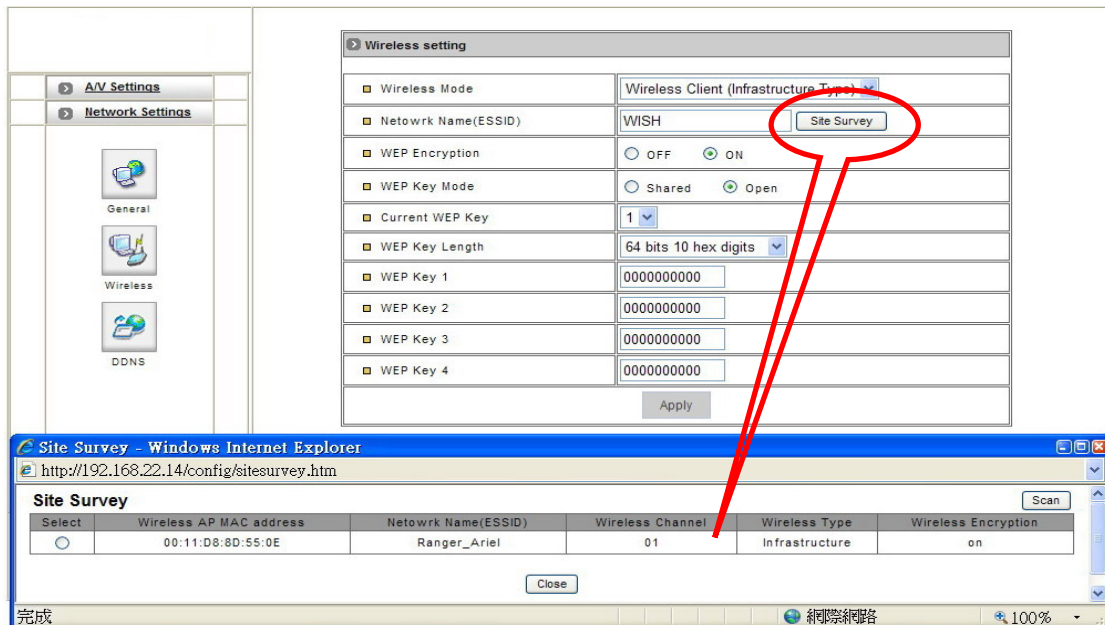 Wireless setting
A/V Settings
Network Settings
General
Wireless
DDNS
Wireless Mode Wireless Client (Infrastructure Type)
Netowrk Name(ESSID) WISH Site Survey
WEP Encryption OFF ON
WEP Key Mode Shared Open
Current WEP Key 1
WEP Key Length 64 bits 10 hex digits
WEP Key 1 0000000000
WEP Key 2 0000000000
WEP Key 3 0000000000
WEP Key 4 0000000000
Apply
Site Survey - Windows Internet Explorer
http://192.168.22.14/config/sitesurvey.htm
Site Survey Scan
Select Wireless AP MAC address Netowrk Name(ESSID) Wireless Channel Wireless Type Wireless Encryption
00:11:D8:8D:55:0E Ranger_Ariel 01 Infrastructure on
Close
完成 網際網路 100%